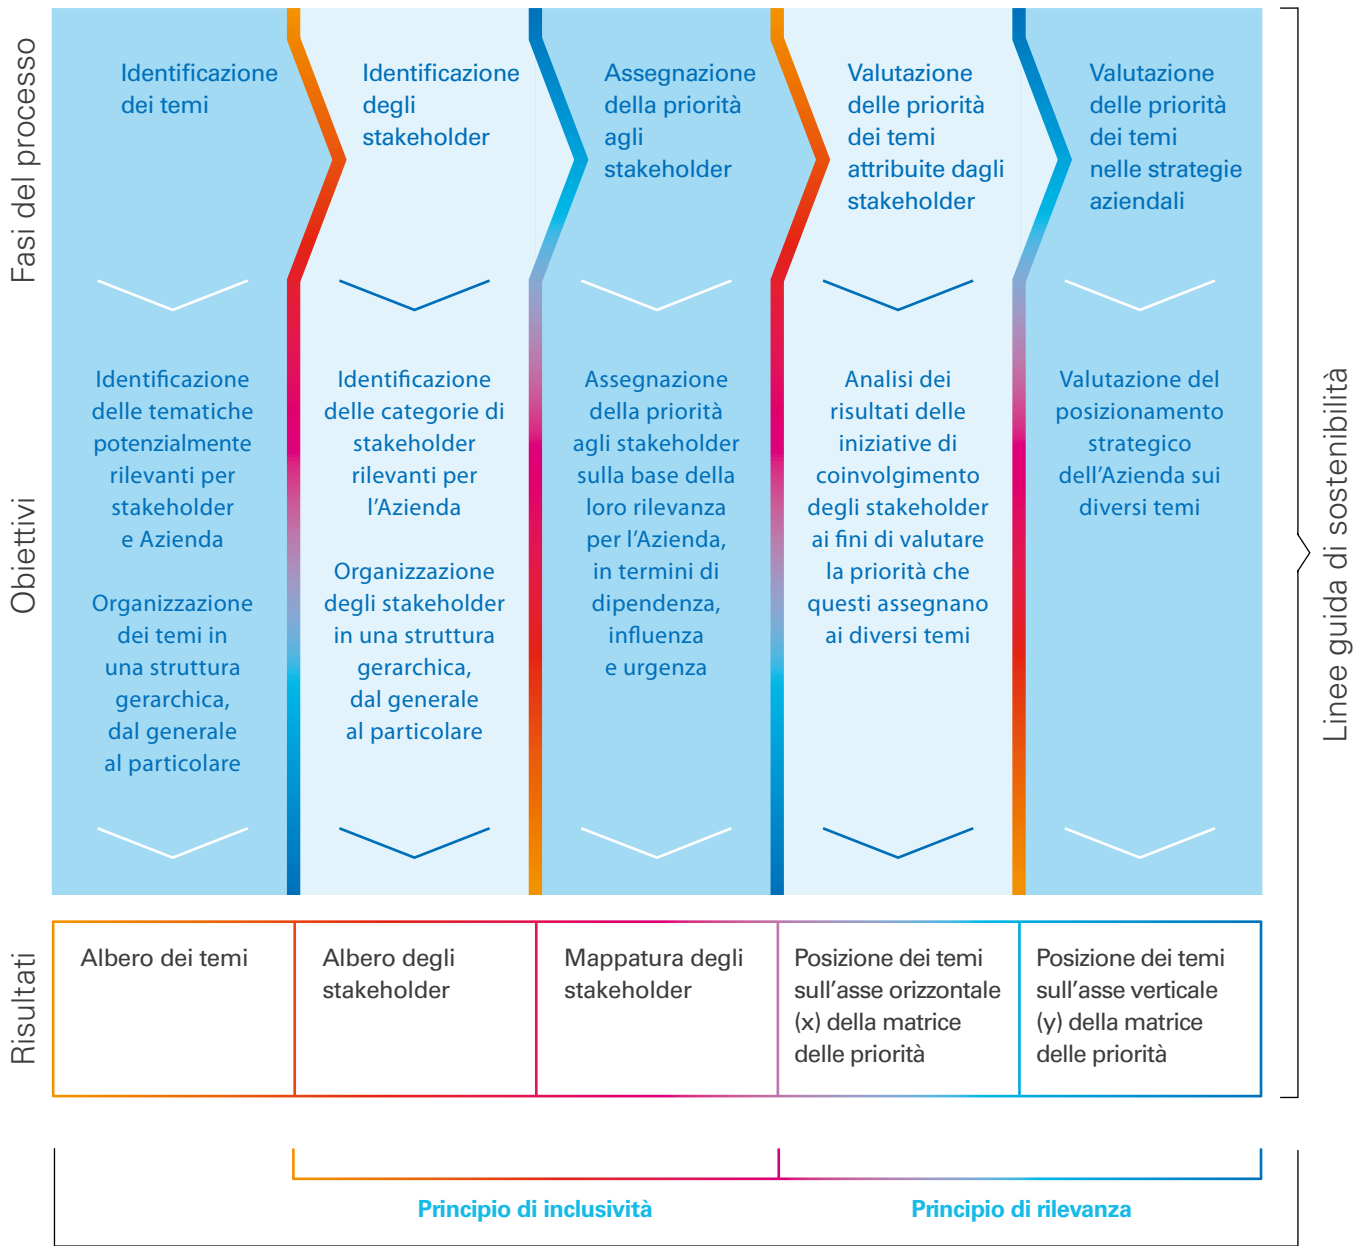 Fasi del processo
Identificazione
dei temi
Identificazione
degli
stakeholder
Assegnazione
della priorità
agli
stakeholder
Valutazione
delle priorità
dei temi
attribuite dagli
stakeholder
Valutazione
delle priorità
dei temi
nelle strategie
aziendali
Obiettivi
Identificazione
delle tematiche
potenzialmente
rilevanti per
stakeholder
e Azienda
Organizzazione
dei temi in
una struttura
gerarchica,
dal generale
al particolare
Identificazione
delle categorie di
stakeholder
rilevanti per
l’Azienda
Organizzazione
degli stakeholder
in una struttura
gerarchica,
dal generale
al particolare
Assegnazione
della priorità
agli stakeholder
sulla base della
loro rilevanza
per l’Azienda,
in termini di
dipendenza,
influenza
e urgenza
Analisi dei
risultati delle
iniziative di
coinvolgimento
degli stakeholder
ai fini di valutare
la priorità che
questi assegnano
ai diversi temi
Valutazione del
posizionamento
strategico
dell’Azienda sui
diversi temi
Risultati
Albero dei temi
Albero degli
stakeholder
Mappatura degli
stakeholder
Posizione dei temi
sull’asse orizzontale
(x) della matrice
delle priorità
Posizione dei temi
sull’asse verticale
(y) della matrice
delle priorità
Linee guida di sostenibilità
Principio di inclusività
Principio di rilevanza